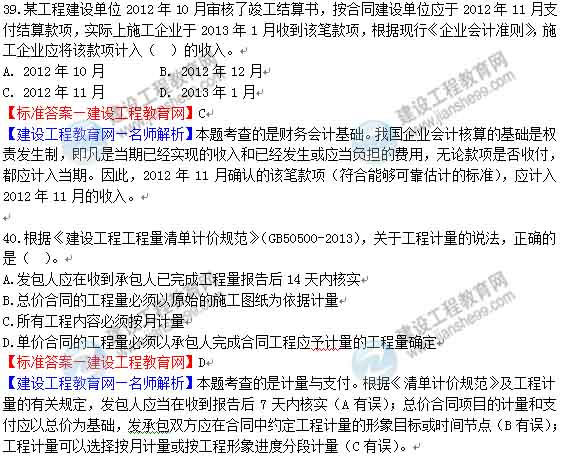 39.某工程建设单位 2012 年 10 月审核了竣工结算书，按合同建设单位应于 2012 年 11 月支
付结算款项，实际上施工企业于 2013 年 1 月收到该笔款项，根据现行《企业会计准则》，施
工企业应将该款项计入（ ）的收入。
A. 2012 年 10 月 B. 2012 年 12 月
C. 2012 年 11 月 D. 2013 年 1 月
【标准答案－建设工程教育网】C
【建设工程教育网－名师解析】本题考查的是财务会计基础。我国企业会计核算的基础是权
责发生制，即凡是当期已经实现的收入和已经发生或应当负担的费用，无论款项是否收付，
都应计入当期。因此，2012 年 11 月确认的该笔款项（符合能够可靠估计的标准），应计入
2012 年 11 月的收入。
40.根据《建设工程工程量清单计价规范》（GB50500-2013），关于工程计量的说法，正确的
是（ ）。
A.发包人应在收到承包人已完成工程量报告后 14 天内核实
B.总价合同的工程量必须以原始的施工图纸为依据计量
C.所有工程内容必须按月计量
D.单价合同的工程量必须以承包人完成合同工程应予计量的工程量确定
【标准答案－建设工程教育网】D
【建设工程教育网－名师解析】本题考查的是计量与支付。根据《清单计价规范》及工程计
量的有关规定，发包人应当在收到报告后 7 天内核实（A 有误）；总价合同项目的计量和支
付应以总价为基础，发承包双方应在合同中约定工程计量的形象目标或时间节点（B 有误）；
工程计量可以选择按月计量或按工程形象进度分段计量（C 有误）。
建设工程教育网
www.jianshe99.com
建设工程教育网
www.jianshe99.com